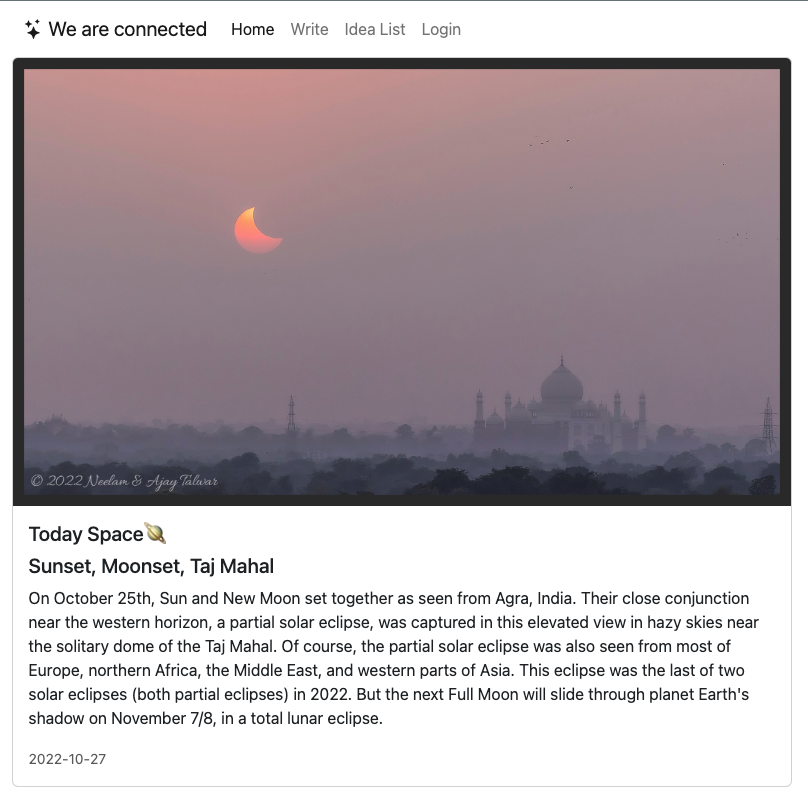 We are connected Home Write Idea List Login
© 2022 Neelam & Ajay Talwar
Today Space🪐
Sunset, Moonset, Taj Mahal
On October 25th, Sun and New Moon set together as seen from Agra, India. Their close conjunction
near the western horizon, a partial solar eclipse, was captured in this elevated view in hazy skies near
the solitary dome of the Taj Mahal. Of course, the partial solar eclipse was also seen from most of
Europe, northern Africa, the Middle East, and western parts of Asia. This eclipse was the last of two
solar eclipses (both partial eclipses) in 2022. But the next Full Moon will slide through planet Earth's
shadow on November 7/8, in a total lunar eclipse.
2022-10-27